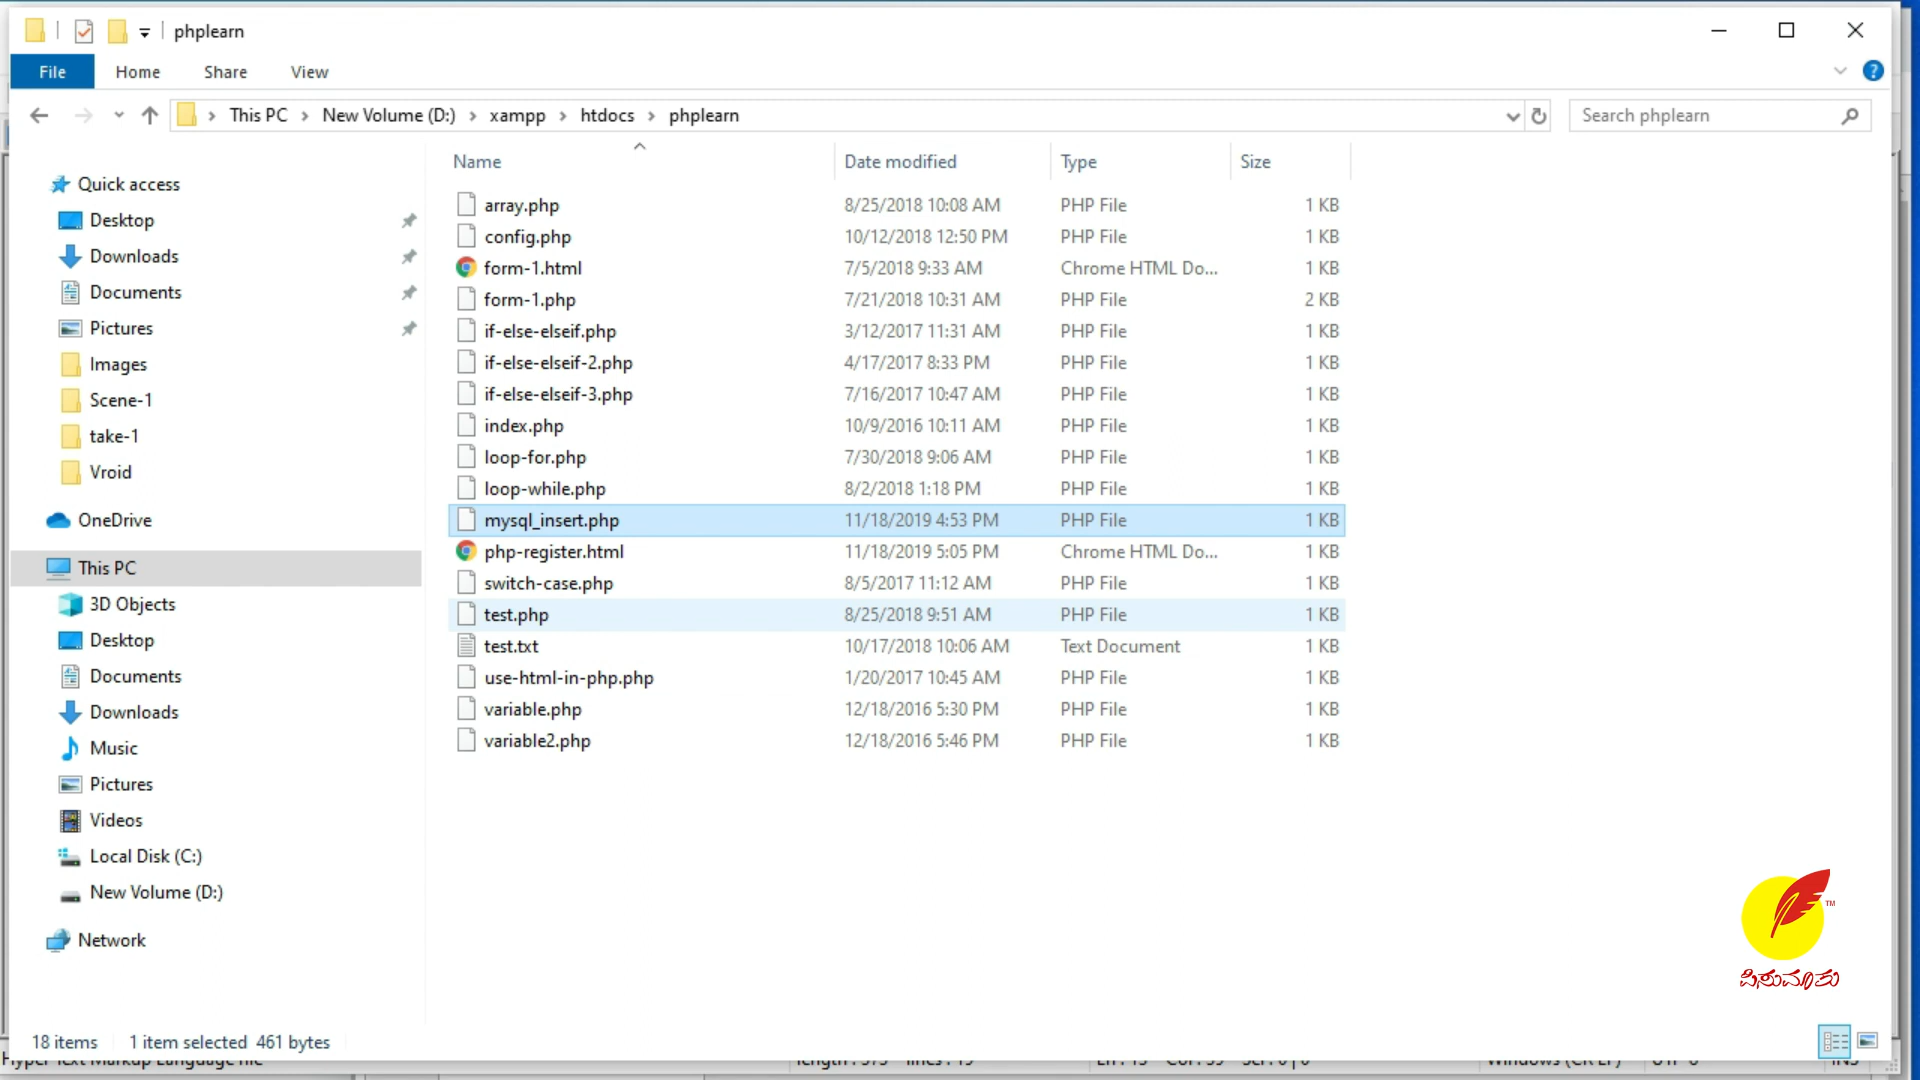 phplearn
File Home Share View
This PC New Volume (D:) xampp htdocs phplearn
Search phplearn
Name Date modified Type Size
Quick access
Desktop
Downloads
Documents
Pictures
Images
Scene-1
take-1
Vroid
OneDrive
This PC
3D Objects
Desktop
Documents
Downloads
Music
Pictures
Videos
Local Disk (C:)
New Volume (D:)
Network
array.php 8/25/2018 10:08 AM PHP File 1 KB
config.php 10/12/2018 12:50 PM PHP File 1 KB
form-1.html 7/5/2018 9:33 AM Chrome HTML Do... 1 KB
form-1.php 7/21/2018 10:31 AM PHP File 2 KB
if-else-elseif.php 3/12/2017 11:31 AM PHP File 1 KB
if-else-elseif-2.php 4/17/2017 8:33 PM PHP File 1 KB
if-else-elseif-3.php 7/16/2017 10:47 AM PHP File 1 KB
index.php 10/9/2016 10:11 AM PHP File 1 KB
loop-for.php 7/30/2018 9:06 AM PHP File 1 KB
loop-while.php 8/2/2018 1:18 PM PHP File 1 KB
mysql_insert.php 11/18/2019 4:53 PM PHP File 1 KB
php-register.html 11/18/2019 5:05 PM Chrome HTML Do... 1 KB
switch-case.php 8/5/2017 11:12 AM PHP File 1 KB
test.php 8/25/2018 9:51 AM PHP File 1 KB
test.txt 10/17/2018 10:06 AM Text Document 1 KB
use-html-in-php.php 1/20/2017 10:45 AM PHP File 1 KB
variable.php 12/18/2016 5:30 PM PHP File 1 KB
variable2.php 12/18/2016 5:46 PM PHP File 1 KB
TM
ಪಿಸುಮಾತು
18 items 1 item selected 461 bytes